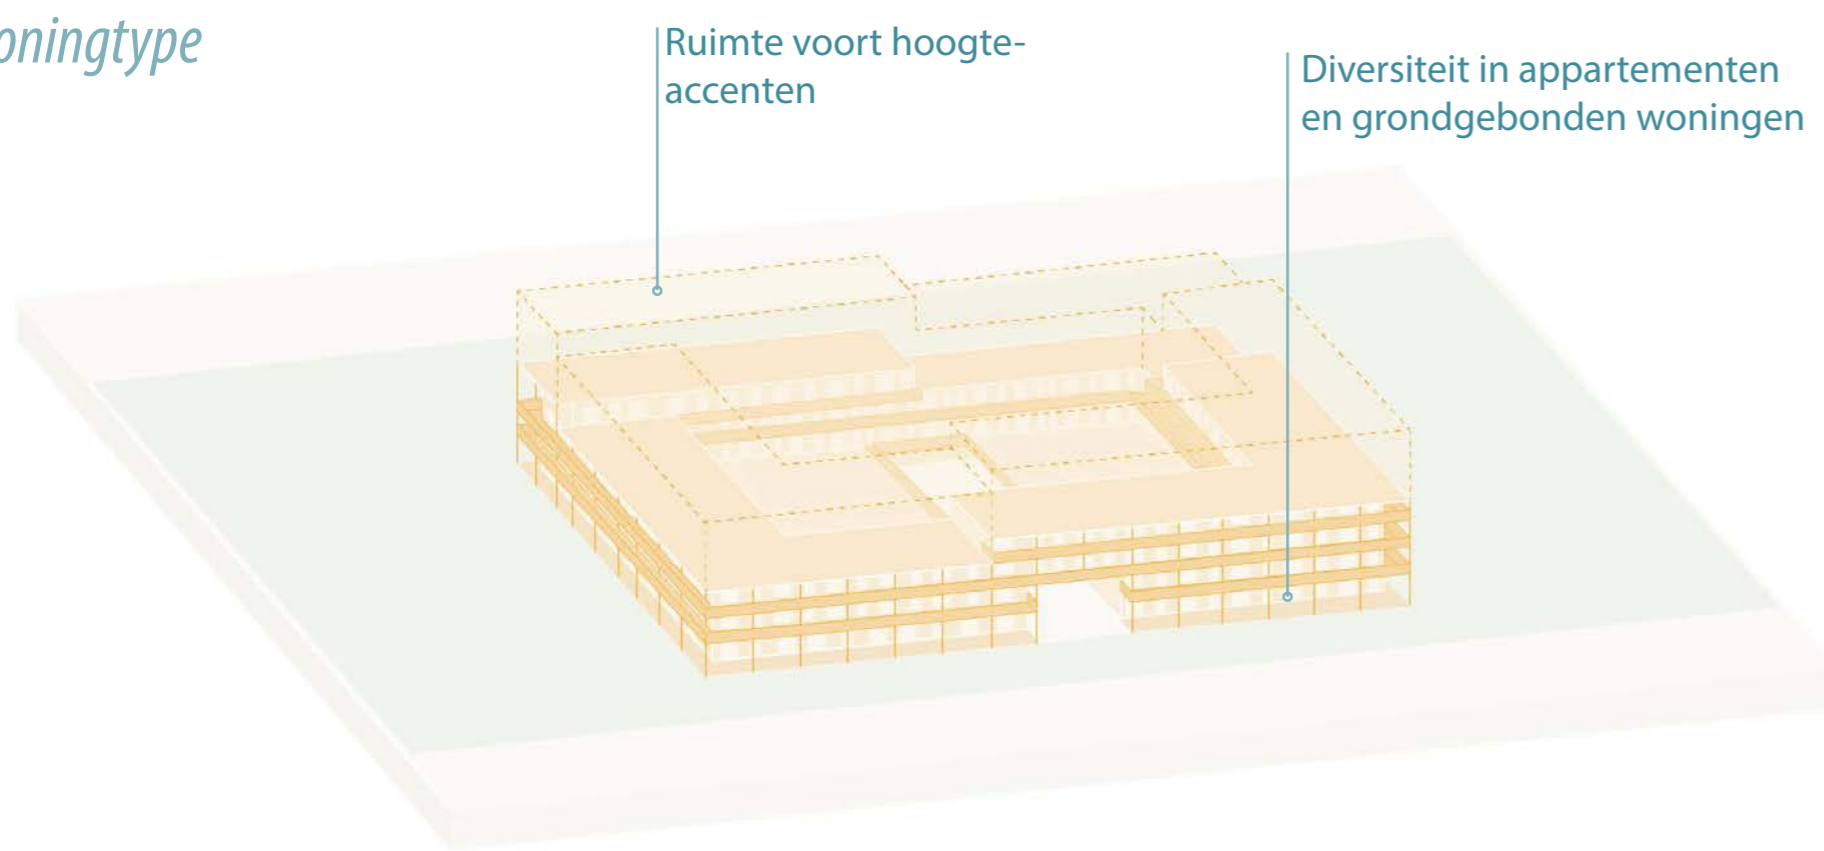 oningtype
Ruimte voort hoogte-
accenten
Diversiteit in appartementen
en grondgebonden woningen